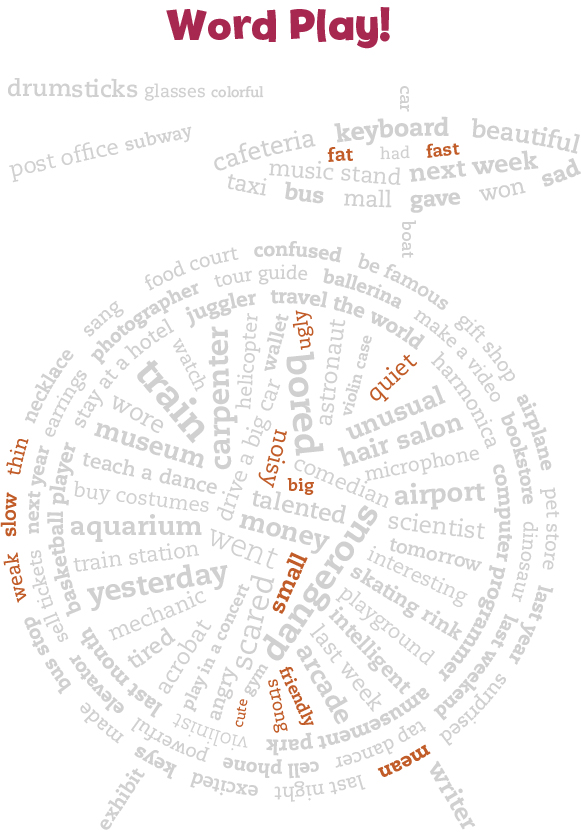 Word Play!
drumsticks glasses colorful
car
post office subway
cafeteria keyboard beautiful
fat had fast
music stand next week sad
taxi bus mall gave won
boat
food court confused be famous
sang photographer tour guide ballerina gift shop
juggler travel the world make a video
necklace earrings stay at a hotel watch helicopter wallet ugly astronaut violin case quiet harmonica airplane
train carpenter bored unusual bookstore
wore museum drive a big car noisy hair salon
thin next year basketball player teach a dance big comedian microphone computer programmer pet store
slow buy costumes talented airport dinosaur
aquarium money scientist
weak sell tickets train station went dangerous tomorrow
yesterday small interesting last year
bus stop mechanic scared skating rink last weekend
tired acrobat play in a concert playground
elevator last month angry gym intelligent surprised
last week
cute friendly strong arcade
made powerful violinist amusement park tap dancer mean
keys excited cell phone last night
exhibit writer